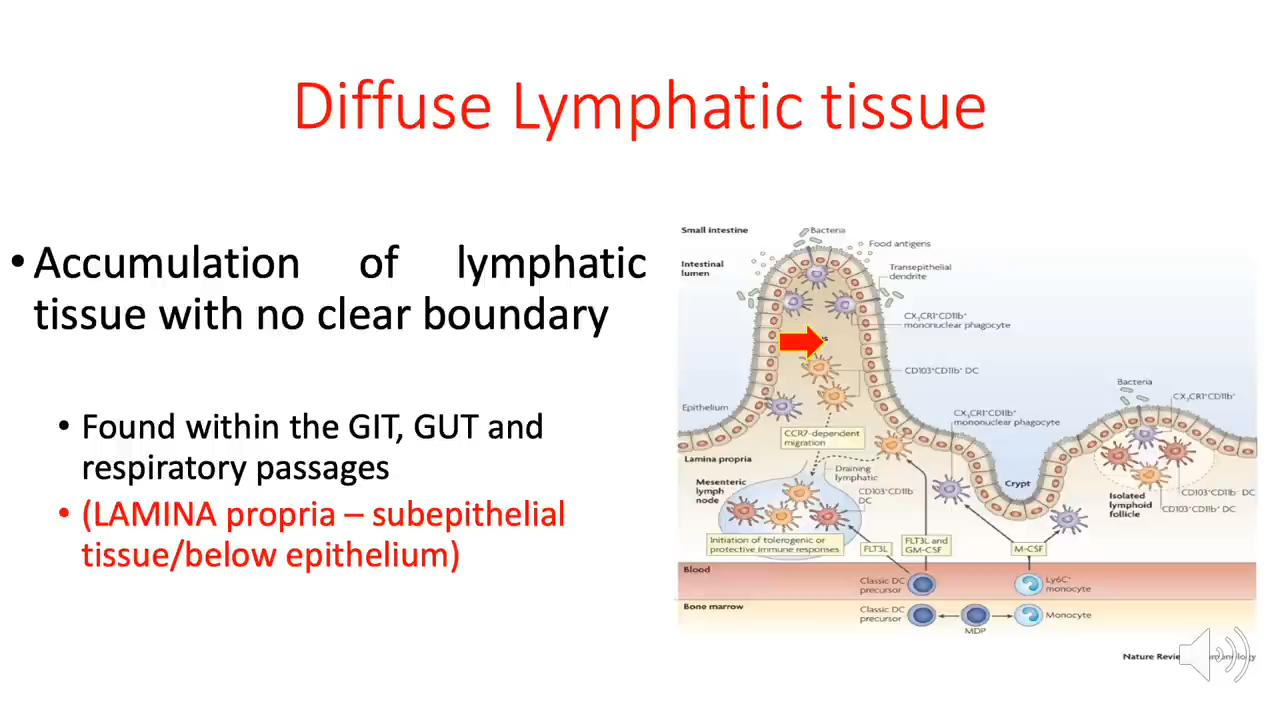 Diffuse Lymphatic tissue
• Accumulation of lymphatic
tissue with no clear boundary
• Found within the GIT, GUT and
respiratory passages
• (LAMINA propria – subepithelial
tissue/below epithelium)
Small intestine
Bacteria
Food antigens
Intestinal
lumen
Transepithelial
dendrite
CX₃CR1⁺CD11b⁺
mononuclear phagocyte
CD103⁺CD11b⁺ DC
Epithelium
Bacteria
CX₃CR1⁺CD11b⁺
CX₃CR1⁺CD11b⁺
mononuclear phagocyte
CCR7-dependent
migration
Lamina propria
Draining
lymphatic
Mesenteric
lymph
node
CD103⁺CD11b⁻
DC
Crypt
Isolated
lymphoid
follicle
CD103⁺CD11b⁻ DC
CD103⁺CD11b⁺ DC
Initiation of tolerogenic or
protective immune responses
FLT3L
FLT3L and
GM-CSF
M-CSF
Blood
Classic DC
precursor
Ly6C⁺
monocyte
Bone marrow
Classic DC
precursor
MDP
Monocyte
Nature